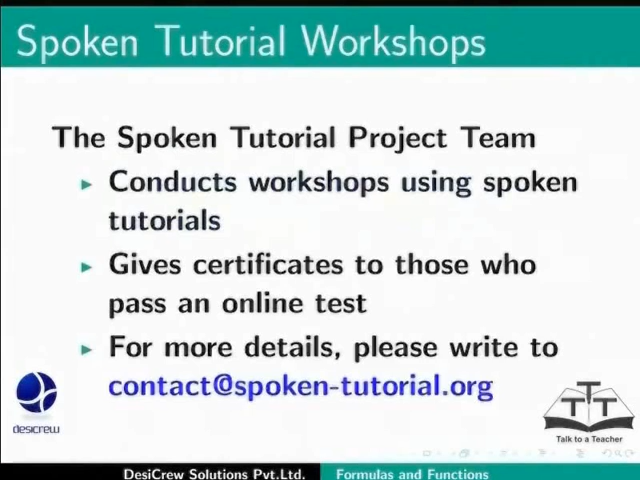 Spoken Tutorial Workshops
The Spoken Tutorial Project Team
Conducts workshops using spoken
tutorials
Gives certificates to those who
pass an online test
For more details, please write to
contact@spoken-tutorial.org
desicrew
TTT
Talk to a Teacher
DesiCrew Solutions Pvt.Ltd.
Formulas and Functions